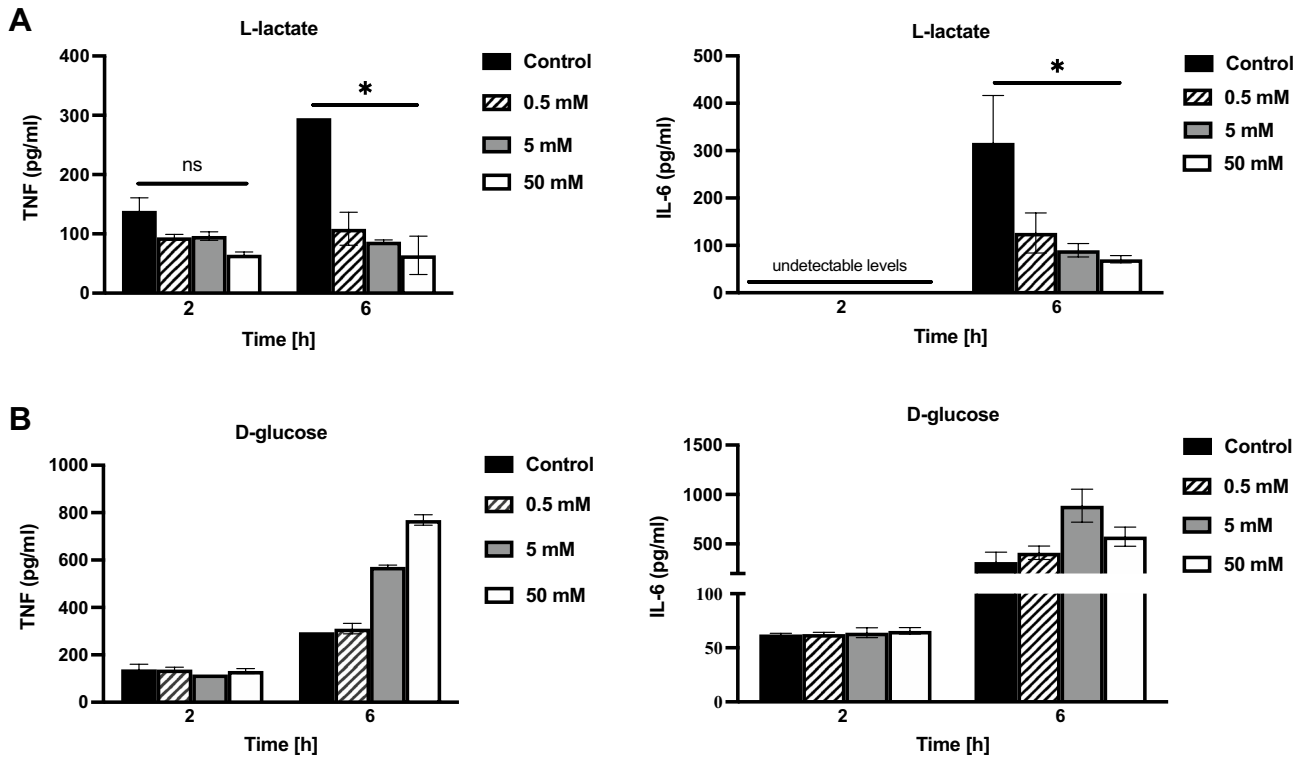 A
L-lactate
TNF (pg/ml)
400
300
200
100
0
ns
*
2
6
Time [h]
Control
0.5 mM
5 mM
50 mM
L-lactate
IL-6 (pg/ml)
500
400
300
200
100
0
undetectable levels
*
2
6
Time [h]
Control
0.5 mM
5 mM
50 mM
B
D-glucose
TNF (pg/ml)
1000
800
600
400
200
0
2
6
Time [h]
Control
0.5 mM
5 mM
50 mM
D-glucose
IL-6 (pg/ml)
1500
1000
500
100
50
0
2
6
Time [h]
Control
0.5 mM
5 mM
50 mM